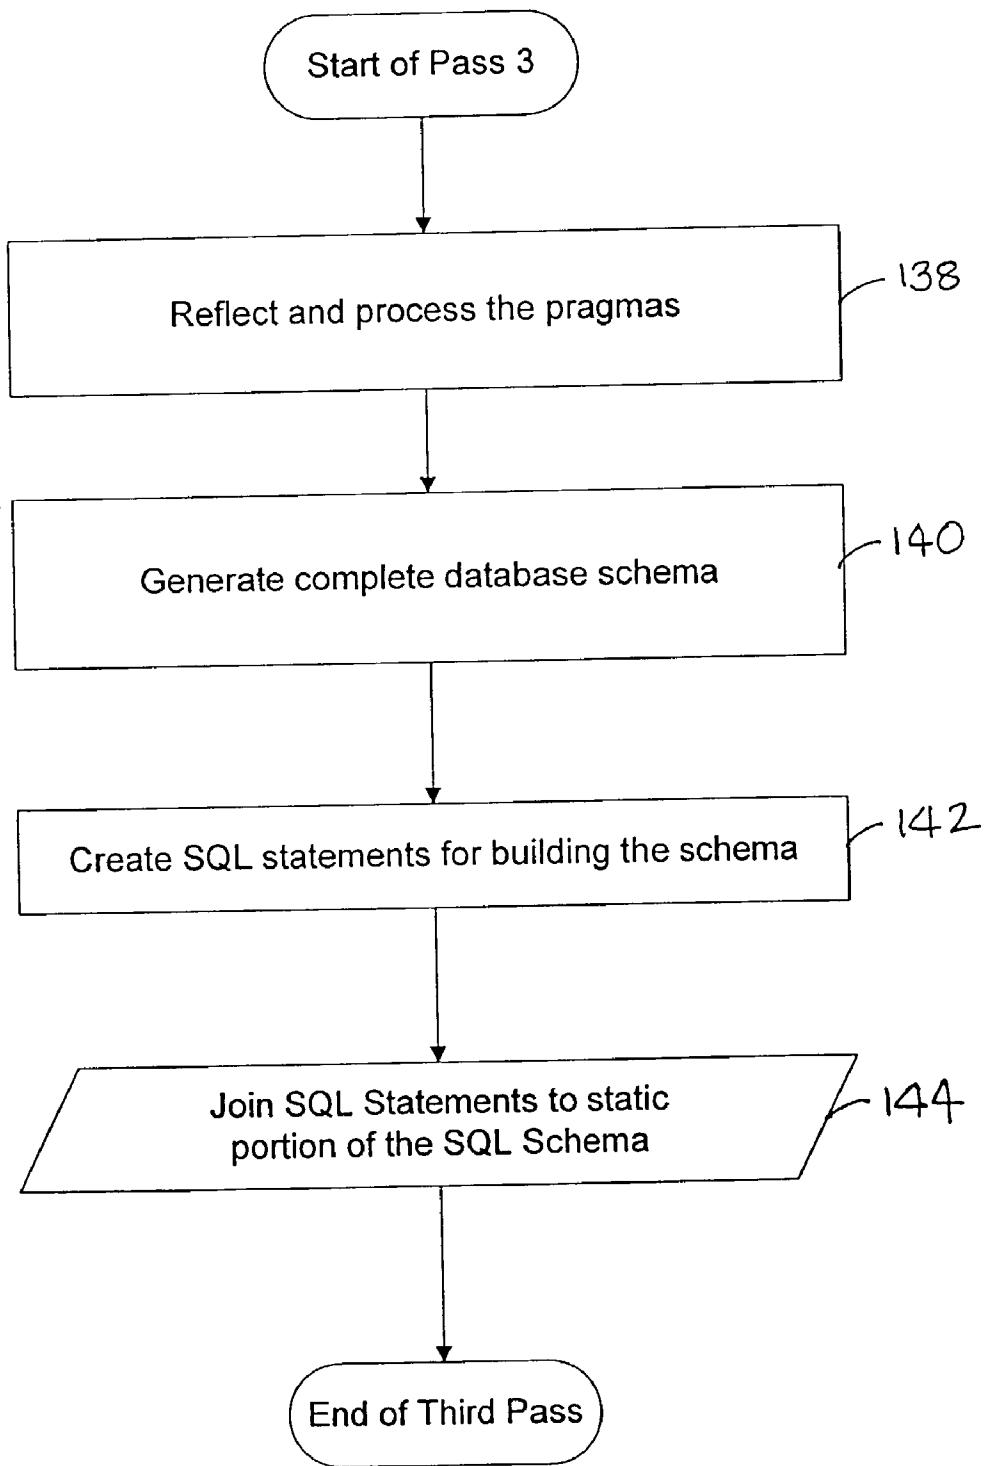 Start of Pass 3
Reflect and process the pragmas
138
Generate complete database schema
140
Create SQL statements for building the schema
142
Join SQL Statements to static
portion of the SQL Schema
144
End of Third Pass